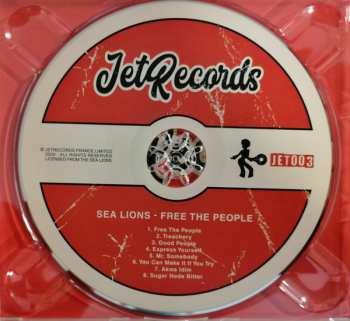 JetRecords
© JETRECORDS FRANCE LIMITED
2020 - ALL RIGHTS RESERVED
LICENSED FROM THE SEA LIONS
JET003
SEA LIONS - FREE THE PEOPLE
1. Free The People
2. Treachery
3. Good People
4. Express Yourself
5. Mr. Somebody
6. You Can Make It If You Try
7. Akwa Idim
8. Sugar Hode Bitter